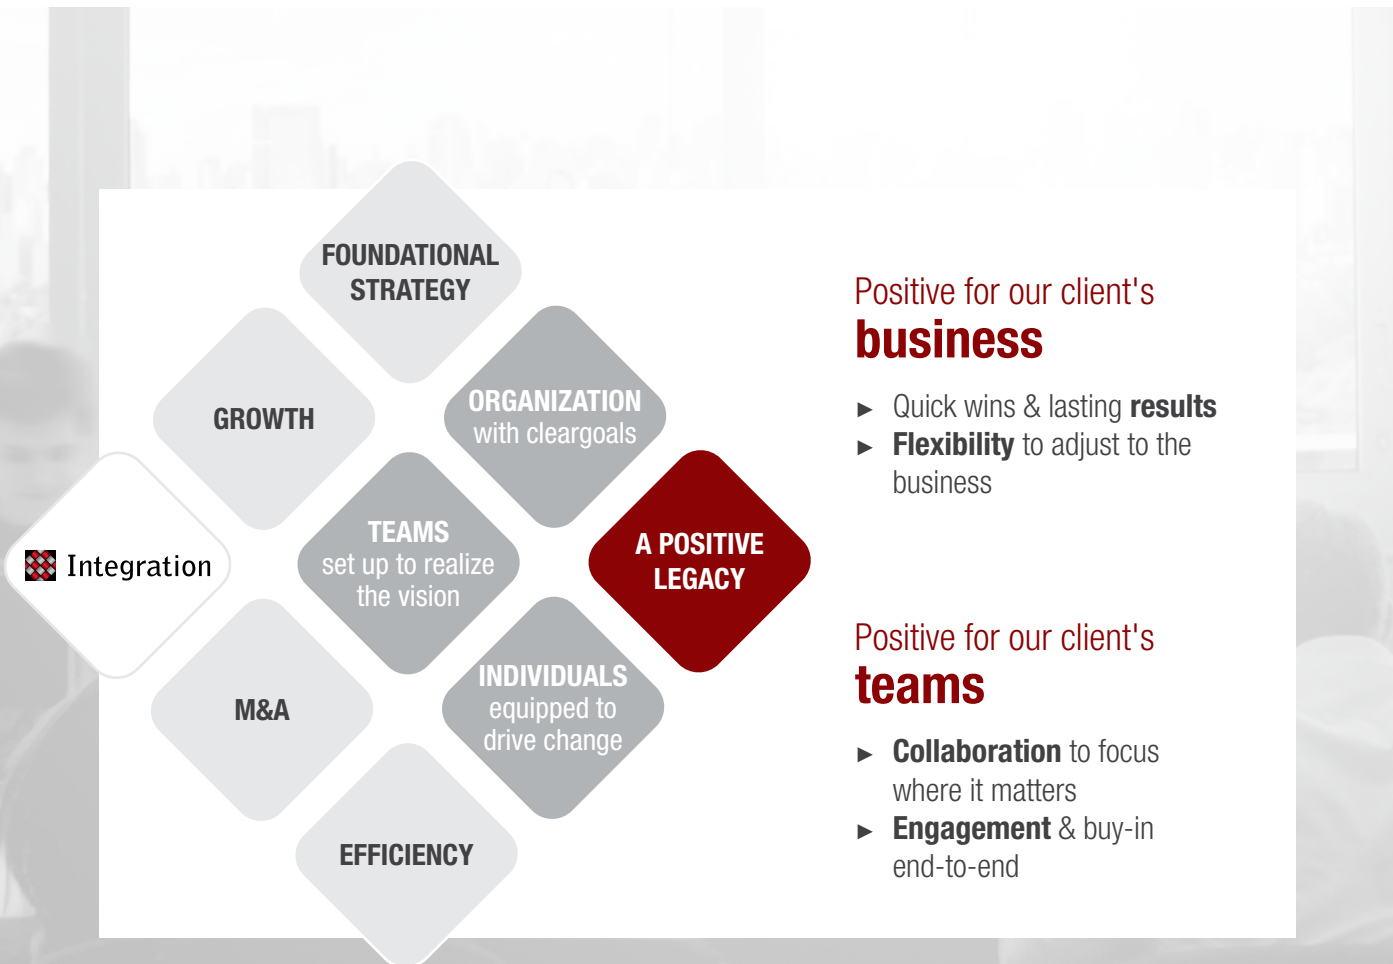 FOUNDATIONAL
STRATEGY
GROWTH
ORGANIZATION
with cleargoals
Integration
TEAMS
set up to realize
the vision
A POSITIVE
LEGACY
M&A
INDIVIDUALS
equipped to
drive change
EFFICIENCY
Positive for our client's
business
► Quick wins & lasting results
► Flexibility to adjust to the
business
Positive for our client's
teams
► Collaboration to focus
where it matters
► Engagement & buy-in
end-to-end